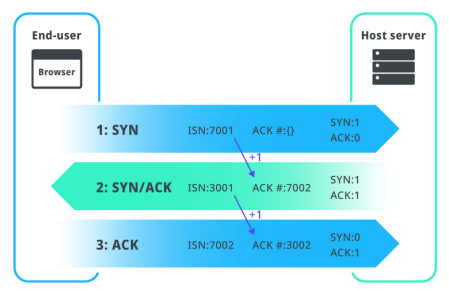 End-user
Host server
Browser
1: SYN ISN:7001 ACK #:{} SYN:1
ACK:0
+1
2: SYN/ACK ISN:3001 ACK #:7002 SYN:1
ACK:1
+1
3: ACK ISN:7002 ACK #:3002 SYN:0
ACK:1